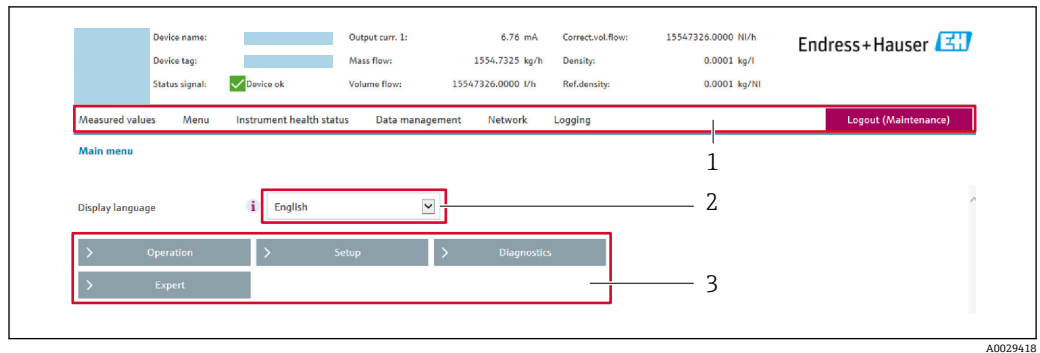 Device name: Output curr. 1: 6.76 mA Correct.vol.flow: 15547326.0000 Nl/h
Endress+Hauser EH
Device tag: Mass flow: 1554.7325 kg/h Density: 0.0001 kg/l
Status signal: Device ok Volume flow: 15547326.0000 l/h Ref.density: 0.0001 kg/Nl
Measured values Menu Instrument health status Data management Network Logging Logout (Maintenance)
1
Main menu
Display language i English 2
> Operation > Setup > Diagnostics
> Expert 3
A0029418